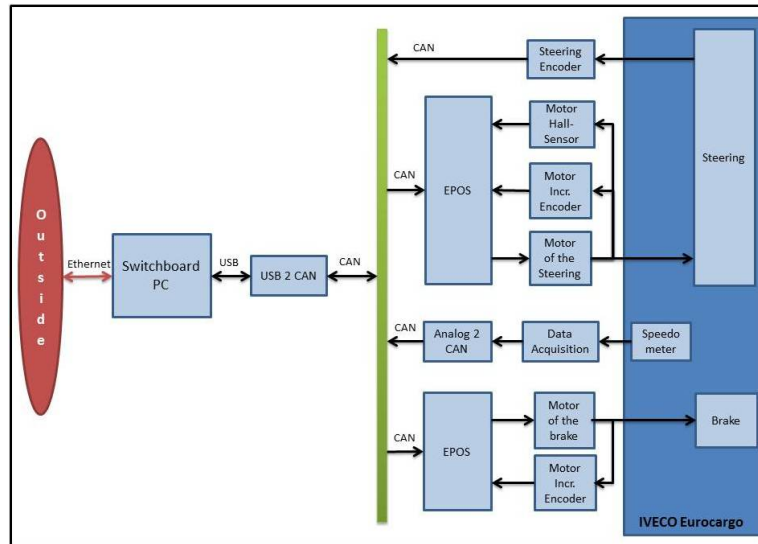 CAN
Steering
Encoder
Motor
Hall-
Sensor
Steering
CAN
EPOS
Motor
Incr.
Encoder
Motor
of the
Steering
Outside
Ethernet
Switchboard
PC
USB
USB 2 CAN
CAN
CAN
Analog 2
CAN
Data
Acquisition
Speedo
meter
CAN
EPOS
Motor
of the
brake
Brake
Motor
Incr.
Encoder
IVECO Eurocargo